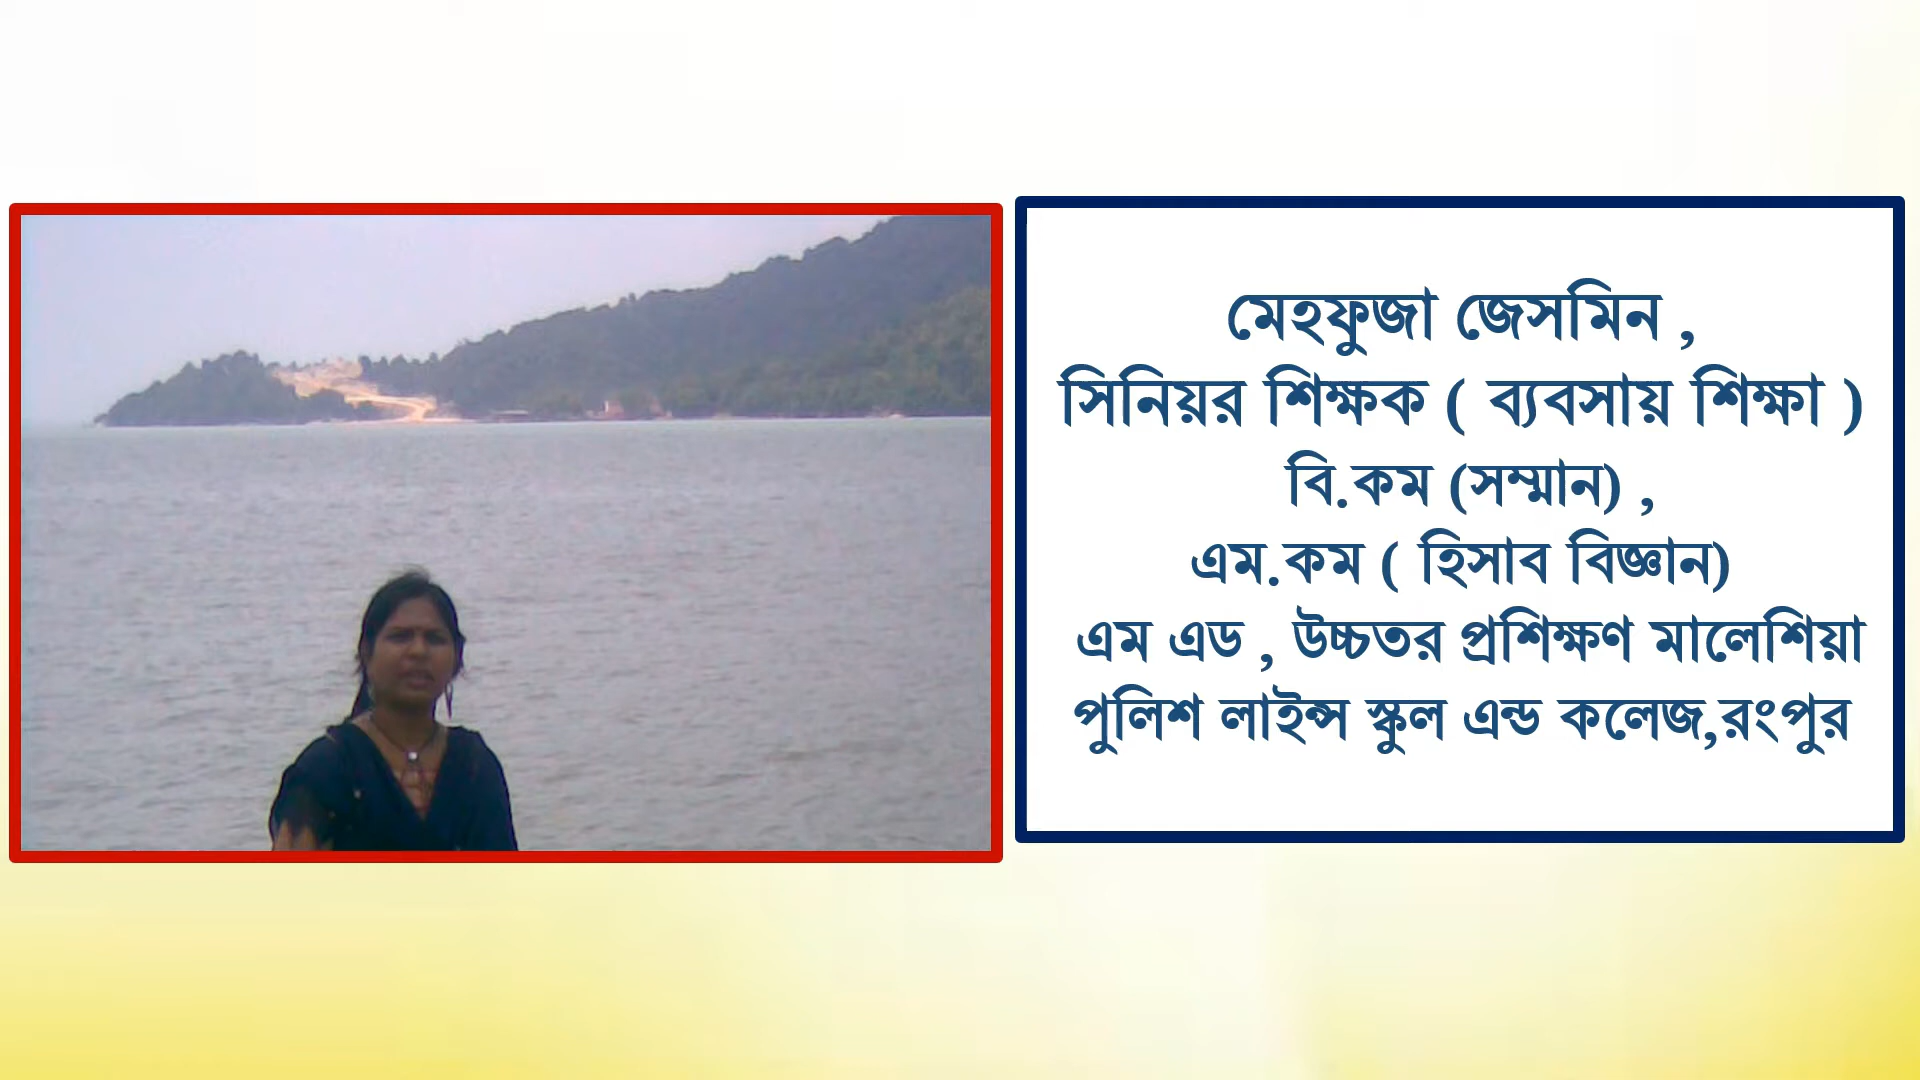 মেহফুজা জেসমিন ,
সিনিয়র শিক্ষক ( ব্যবসায় শিক্ষা )
বি.কম (সম্মান) ,
এম.কম ( হিসাব বিজ্ঞান)
এম এড , উচ্চতর প্রশিক্ষণ মালেশিয়া
পুলিশ লাইন্স স্কুল এন্ড কলেজ,রংপুর